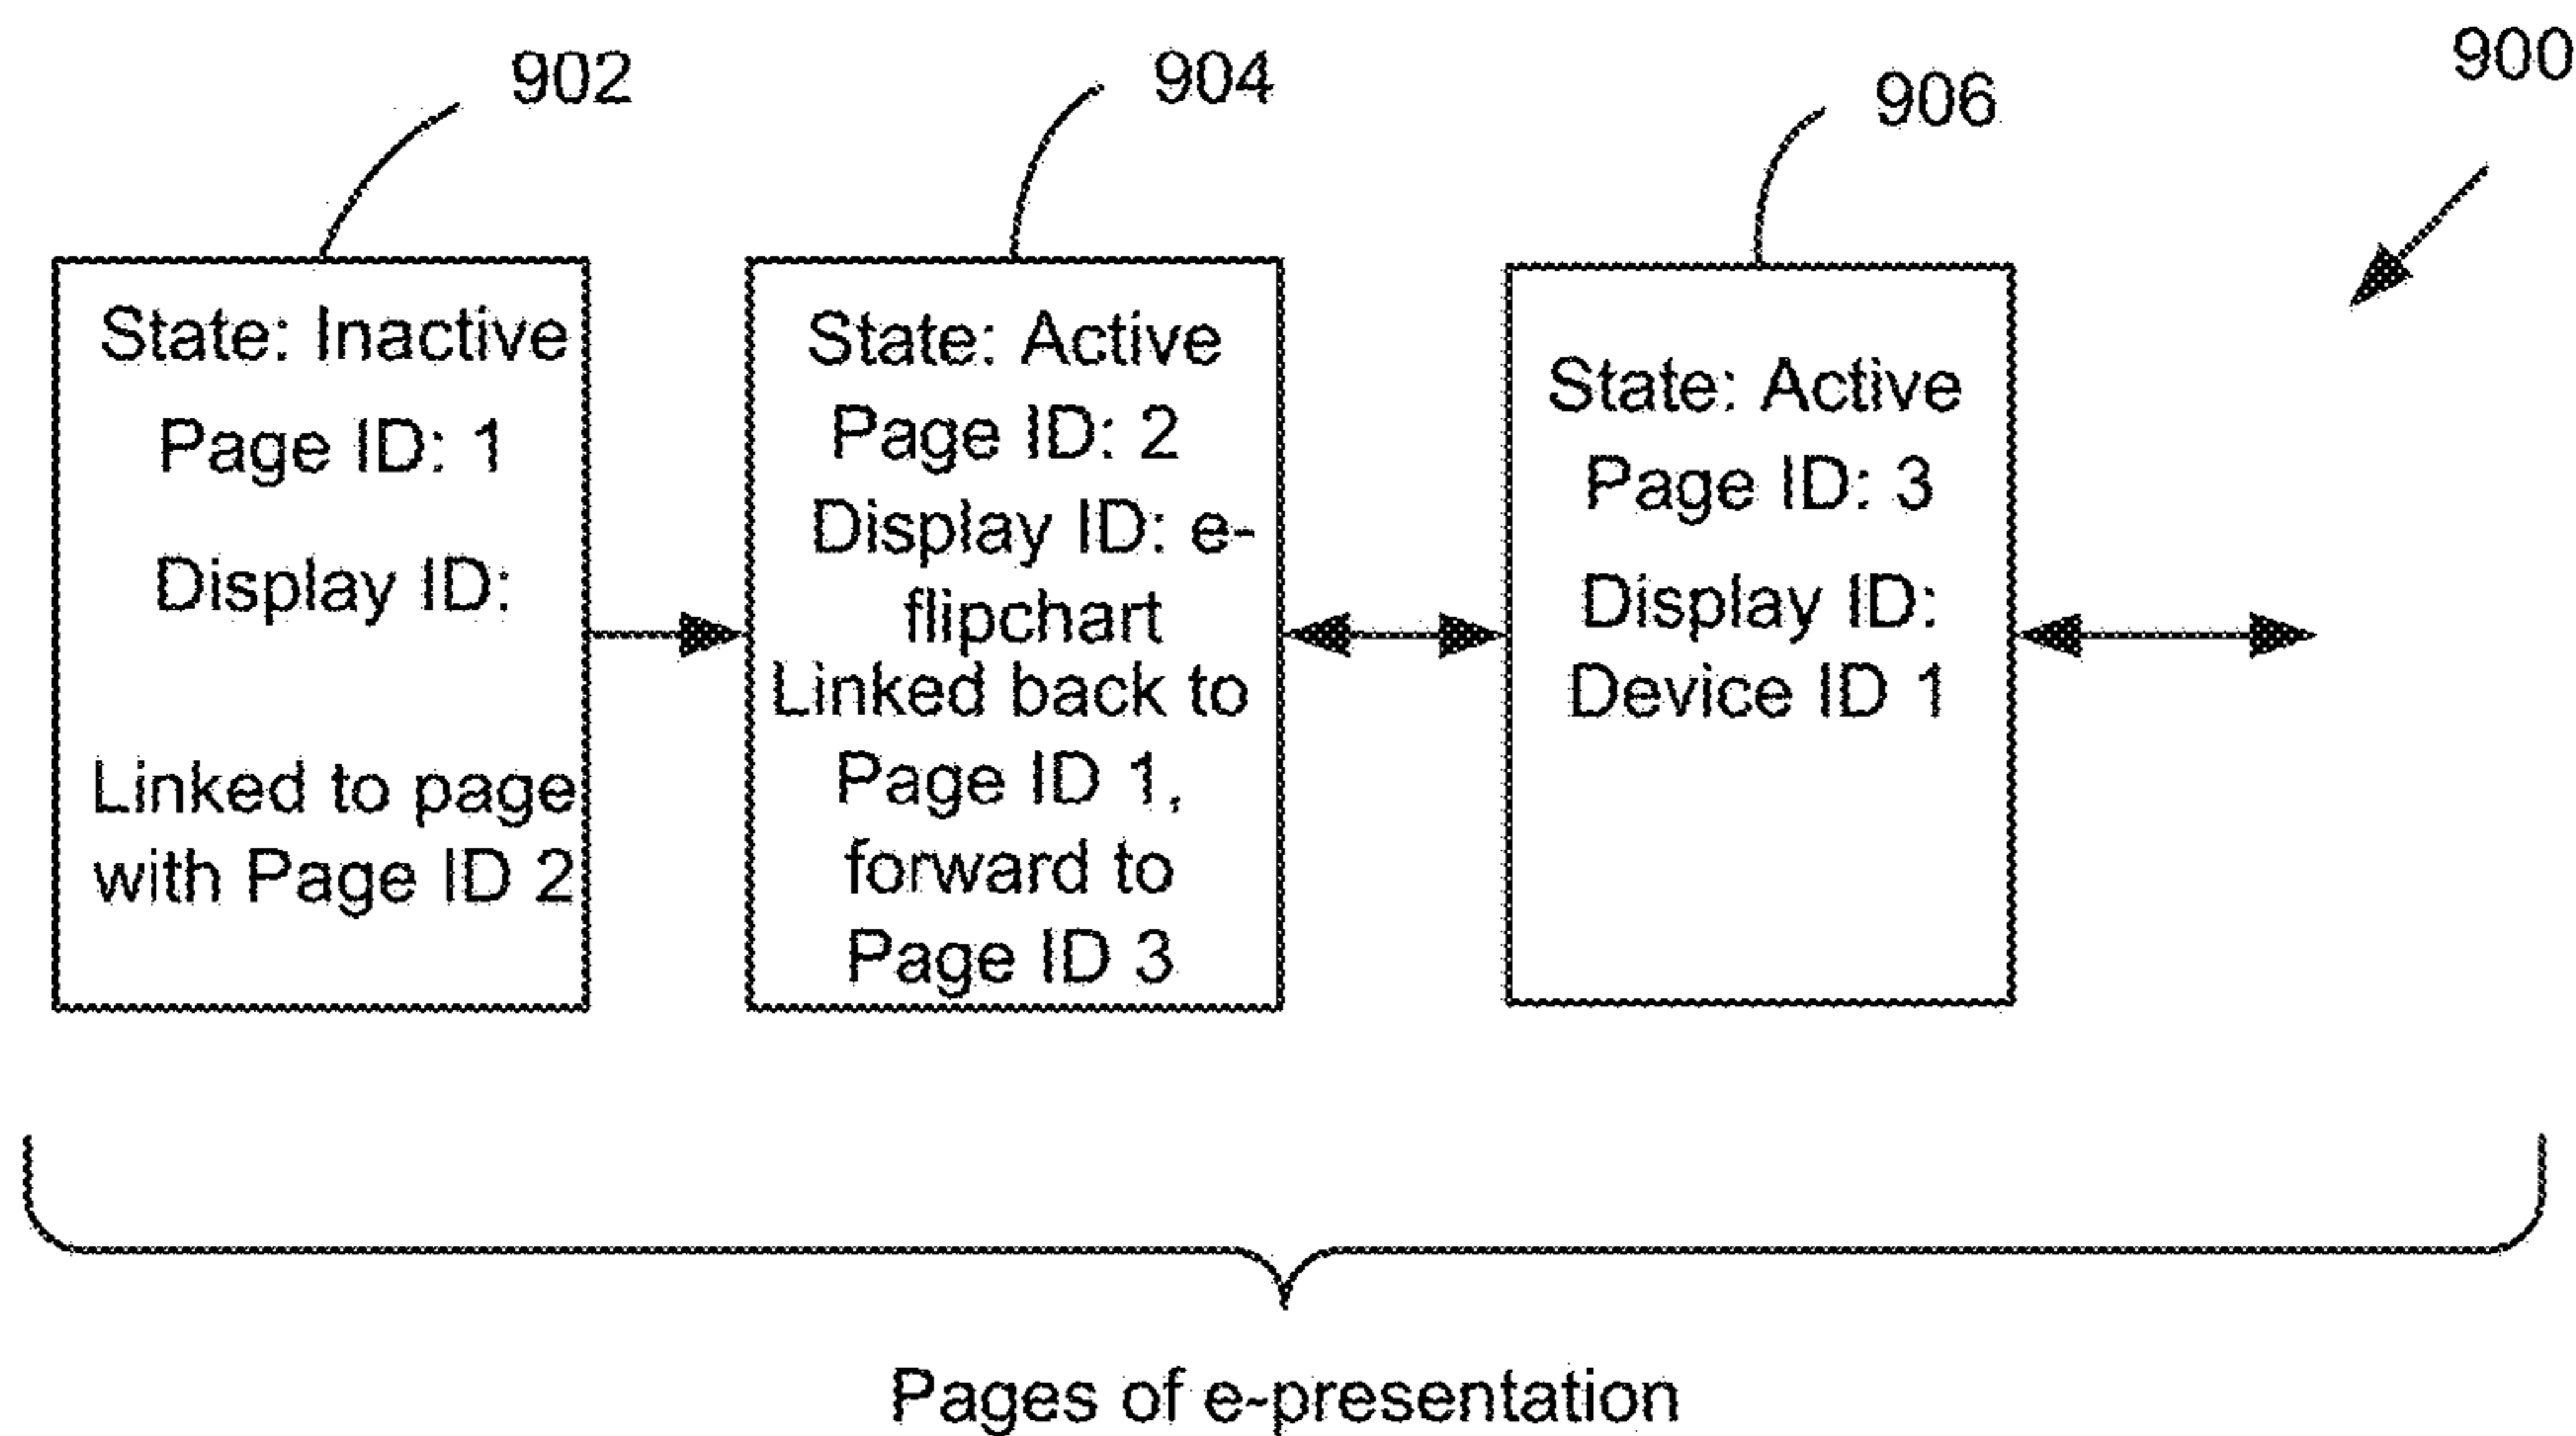 902
904
906
900
State: Inactive
Page ID: 1
Display ID:
Linked to page
with Page ID 2
State: Active
Page ID: 2
Display ID: e-
flipchart
Linked back to
Page ID 1,
forward to
Page ID 3
State: Active
Page ID: 3
Display ID:
Device ID 1
Pages of e-presentation